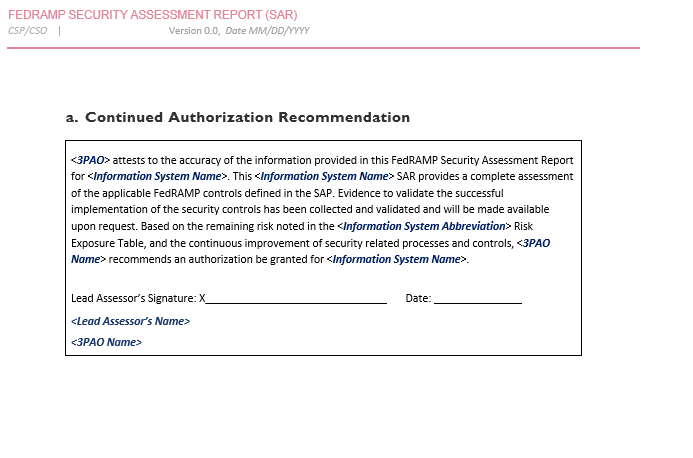 FEDRAMP SECURITY ASSESSMENT REPORT (SAR)
CSP/CSO | Version 0.0, Date MM/DD/YYYY
a. Continued Authorization Recommendation
<3PAO> attests to the accuracy of the information provided in this FedRAMP Security Assessment Report
for <Information System Name>. This <Information System Name> SAR provides a complete assessment
of the applicable FedRAMP controls defined in the SAP. Evidence to validate the successful
implementation of the security controls has been collected and validated and will be made available
upon request. Based on the remaining risk noted in the <Information System Abbreviation> Risk
Exposure Table, and the continuous improvement of security related processes and controls, <3PAO
Name> recommends an authorization be granted for <Information System Name>.
Lead Assessor's Signature: X______________________________ Date: _______________
<Lead Assessor's Name>
<3PAO Name>